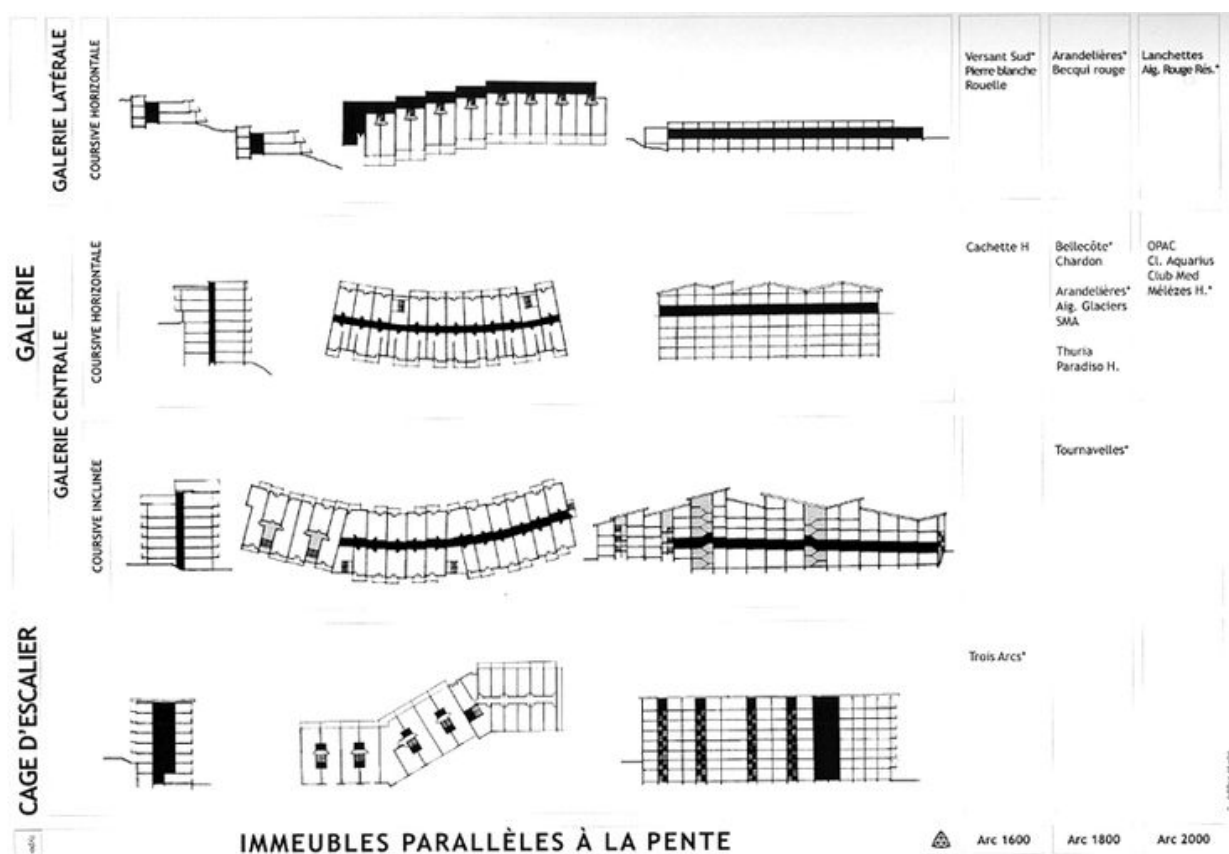 GALERIE LATÉRALE
COURSIVE HORIZONTALE
Versant Sud*
Pierre blanche
Rouelle
Arandelières*
Becqui rouge
Lanchettes
Aig. Rouge Rés.*
GALERIE
GALERIE CENTRALE
COURSIVE HORIZONTALE
Cachette H
Bellecôte*
Chardon
Arandelières*
Aig. Glaciers
SMA
Thuria
Paradiso H.
OPAC
Cl. Aquarius
Club Med
Mélèzes H.*
COURSIVE INCLINÉE
Tournavelles*
CAGE D'ESCALIER
Trois Arcs*
IMMEUBLES PARALLÈLES À LA PENTE
Arc 1600
Arc 1800
Arc 2000